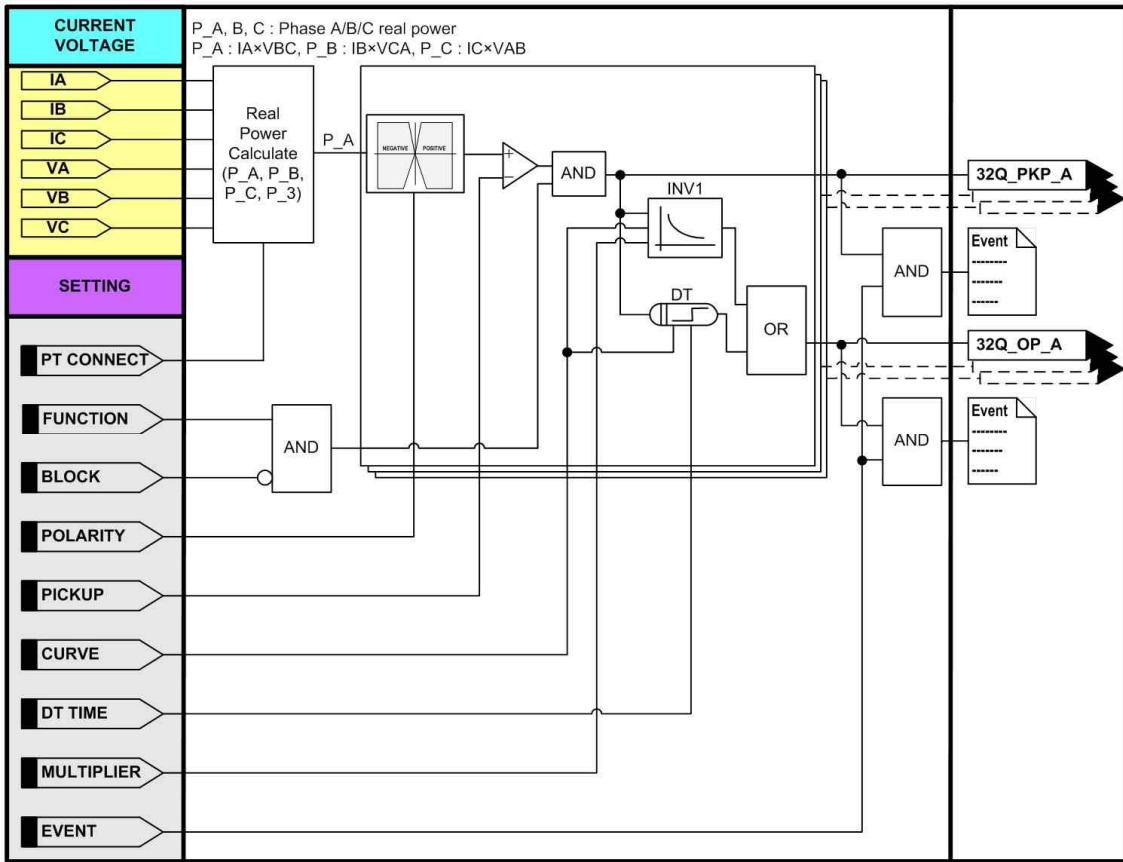 CURRENT
VOLTAGE
P_A, B, C : Phase A/B/C real power
P_A : IA×VBC, P_B : IB×VCA, P_C : IC×VAB
IA
IB
IC
VA
VB
VC
Real
Power
Calculate
(P_A, P_B,
P_C, P_3)
P_A
NEGATIVE
POSITIVE
+
−
AND
INV1
DT
OR
32Q_PKP_A
AND
Event
--------
-------
------
SETTING
32Q_OP_A
AND
Event
--------
-------
------
PT CONNECT
FUNCTION
AND
BLOCK
POLARITY
PICKUP
CURVE
DT TIME
MULTIPLIER
EVENT